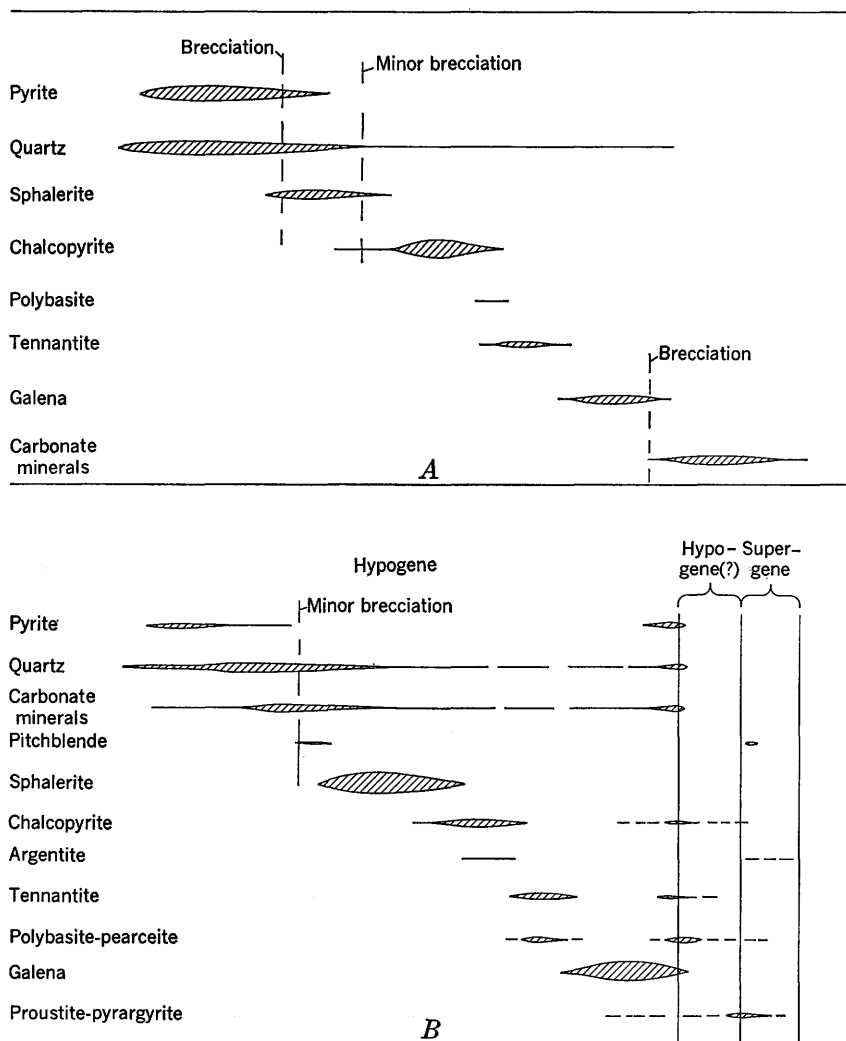 Brecciation
Minor brecciation
Pyrite
Quartz
Sphalerite
Chalcopyrite
Polybasite
Tennantite
Brecciation
Galena
Carbonate
minerals
A
Hypogene
Hypo-
gene(?)
Super-
gene
Minor brecciation
Pyrite
Quartz
Carbonate
minerals
Pitchblende
Sphalerite
Chalcopyrite
Argentite
Tennantite
Polybasite-pearceite
Galena
Proustite-pyrargyrite
B